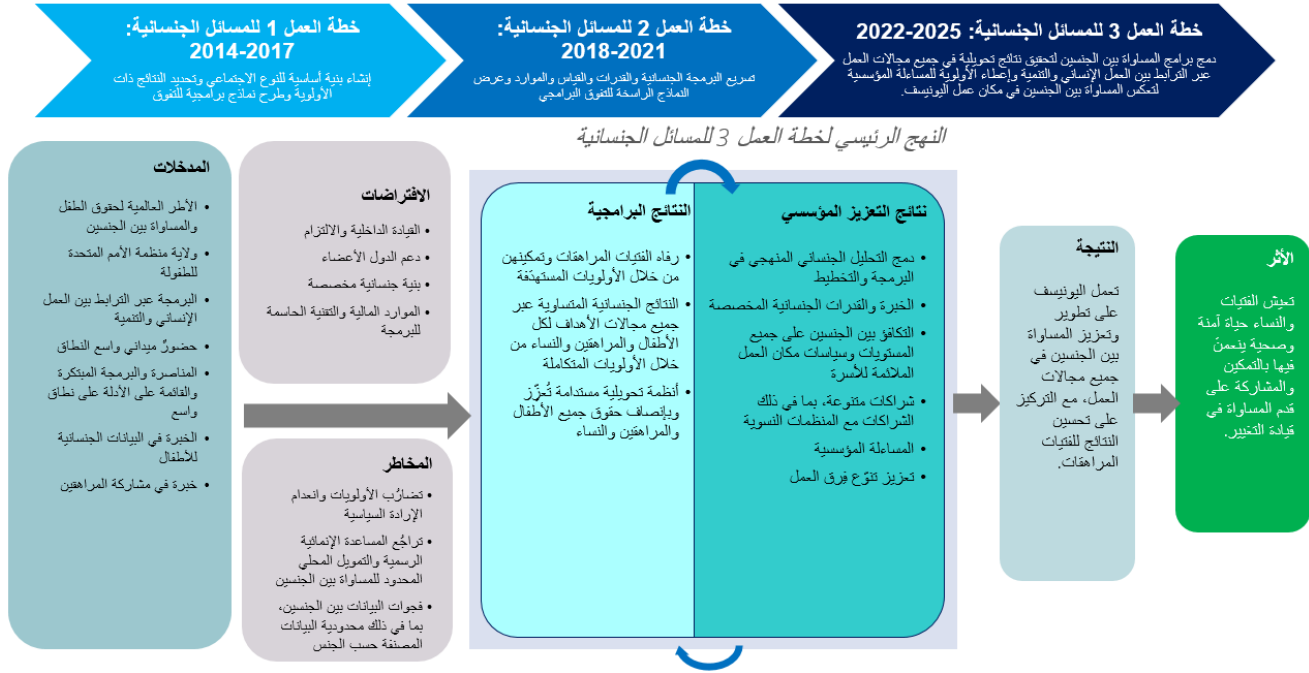 خطة العمل 1 للمسائل الجنسانية:
2014-2017
إنشاء بنية أساسية للنوع الاجتماعي وتحديد النتائج ذات
الأولوية وطرح نماذج برامجية للتفوق
خطة العمل 2 للمسائل الجنسانية:
2018-2021
تسريع البرمجة الجنسانية والقدرات والقياس والموارد وعرض
النماذج الراسخة للتفوق البرامجي
خطة العمل 3 للمسائل الجنسانية: 2025-2022
دمج برامج المساواة بين الجنسين لتحقيق نتائج تحويلية في جميع مجالات العمل
عبر الترابط بين العمل الإنساني والتنمية وإعطاء الأولوية للمساءلة المؤسسية
لتعكس المساواة بين الجنسين في مكان عمل اليونيسف.
النهج الرئيسي لخطة العمل 3 للمسائل الجنسانية
المدخلات
• الأطر العالمية لحقوق الطفل
والمساواة بين الجنسين
• ولاية منظمة الأمم المتحدة
للطفولة
• البرمجة عبر الترابط بين العمل
الإنساني والتنمية
• حضورٌ ميداني واسع النطاق
• المناصرة والبرمجة المبتكرة
والقائمة على الأدلة على نطاق
واسع
• الخبرة في البيانات الجنسانية
للأطفال
• خبرة في مشاركة المراهقين
الافتراضات
• القيادة الداخلية والالتزام
• دعم الدول الأعضاء
• بنية جنسانية مخصصة
• الموارد المالية والتقنية الحاسمة
للبرمجة
المخاطر
• تضارُب الأولويات وانعدام
الإرادة السياسية
• تراجُع المساعدة الإنمائية
الرسمية والتمويل المحلي
المحدود للمساواة بين الجنسين
• فجوات البيانات بين الجنسين،
بما في ذلك محدودية البيانات
المصنفة حسب الجنس
النتائج البرامجية
• رفاه الفتيات المراهقات وتمكينهن
من خلال الأولويات المستهدَفة
• النتائج الجنسانية المتساوية عبر
جميع مجالات الأهداف لكل
الأطفال والمراهقين والنساء من
خلال الأولويات المتكاملة
• أنظمة تحويلية مستدامة تُعزّز
وبإنصاف حقوق جميع الأطفال
والمراهقين والنساء
نتائج التعزيز المؤسسي
• دمج التحليل الجنساني المنهجي في
البرمجة والتخطيط
• الخبرة والقدرات الجنسانية المخصصة
• التكافؤ بين الجنسين على جميع
المستويات وسياسات مكان العمل
الملائمة للأسرة
• شراكات متنوعة، بما في ذلك
الشراكات مع المنظمات النسوية
• المساءلة المؤسسية
• تعزيز تنوّع فِرق العمل
النتيجة
تعمل اليونيسف
على تطوير
وتعزيز المساواة
بين الجنسين في
جميع مجالات
العمل، مع التركيز
على تحسين
النتائج للفتيات
المراهقات.
الأثر
تعيش الفتيات
والنساء حياة آمنة
وصحية ينعمنَ
فيها بالتمكين
والمشاركة على
قدم المساواة في
قيادة التغيير.